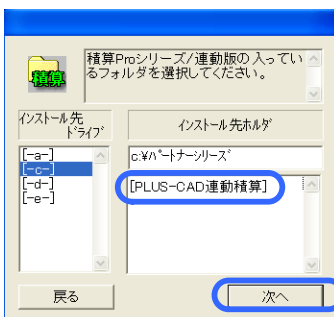 積算
積算Proシリーズ/連動版の入ってい
るフォルダを選択してください。
インストール先
ドライブ
インストール先ホルダ
[-a-]
[-c-]
[-d-]
[-e-]
c:¥パートナーシリーズ
[PLUS-CAD連動積算]
戻る
次へ